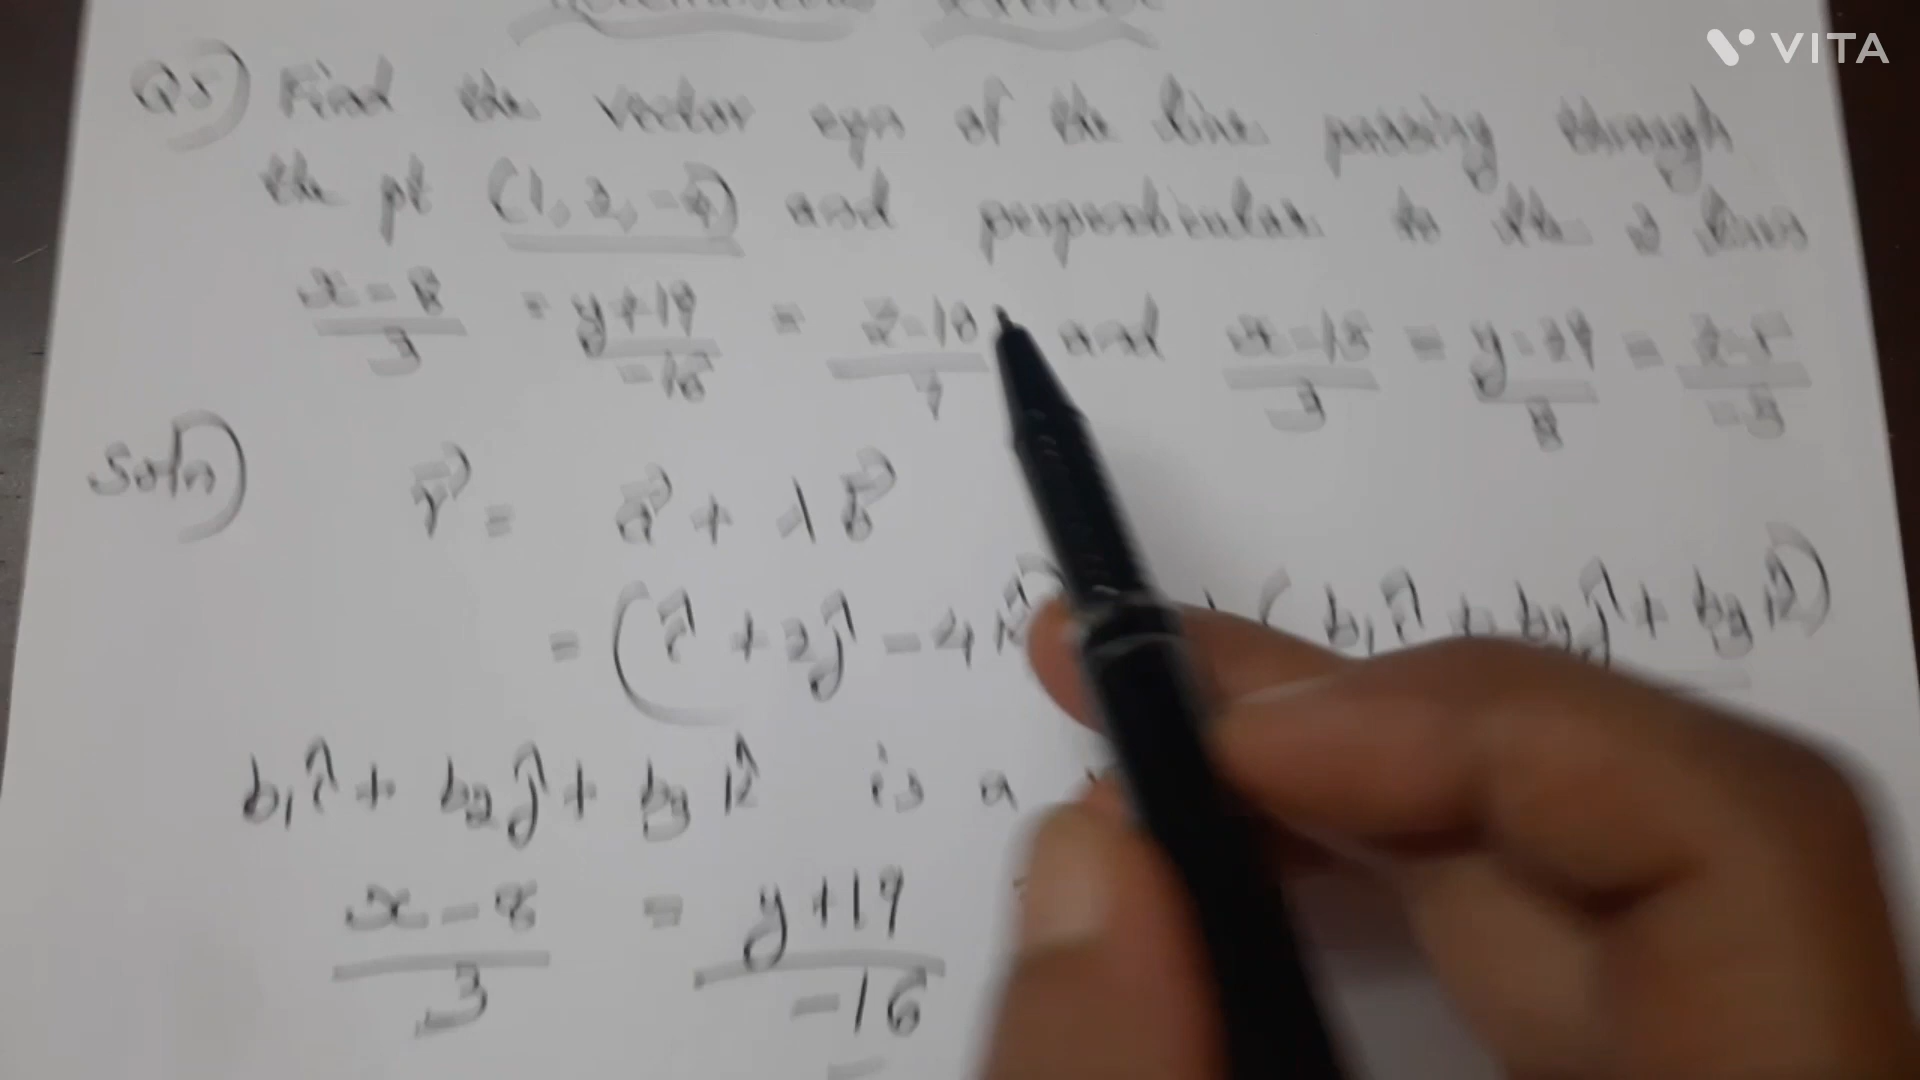 VITA
Q5) Find the vector eqn of the line passing through
the pt (1, 2, -4) and perpendicular to the 2 lines
x-8/3 = y+19/-16 = z-10/7 and x-15/3 = y-29/8 = z-5/-5
Soln) r⃗ = a⃗ + λb⃗
= (î + 2ĵ - 4k̂) (b₁î + b₂ĵ + b₃k̂)
b₁î + b₂ĵ + b₃k̂ is a
x-8/3 = y+19/-16